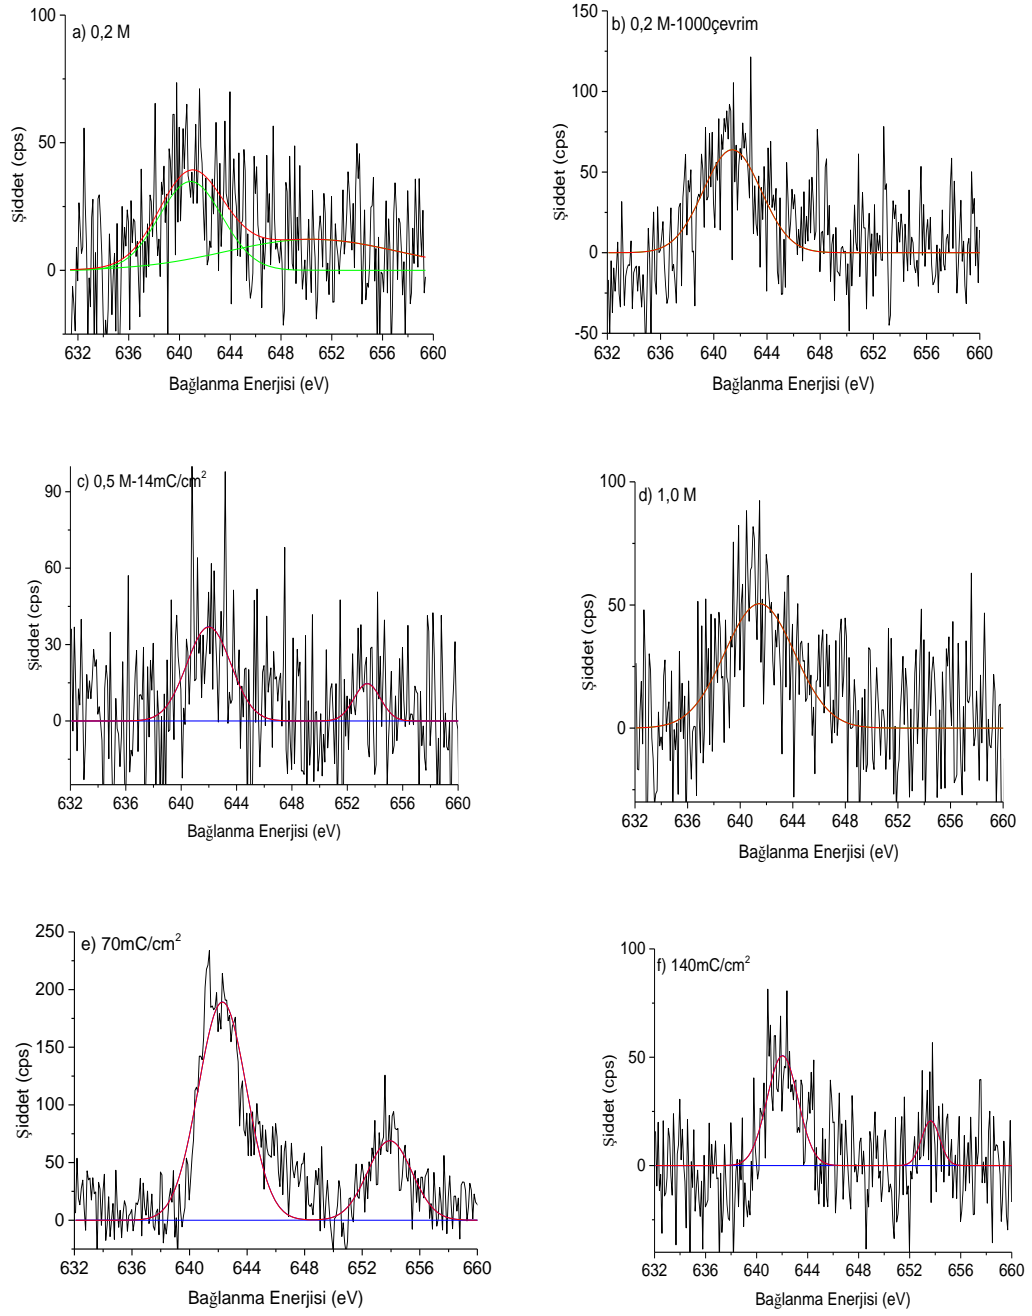 a) 0,2 M
Şiddet (cps)
100
50
0
632 636 640 644 648 652 656 660
Bağlanma Enerjisi (eV)
b) 0,2 M-1000çevrim
Şiddet (cps)
150
100
50
0
-50
632 636 640 644 648 652 656 660
Bağlanma Enerjisi (eV)
c) 0,5 M-14mC/cm²
Şiddet (cps)
90
60
30
0
632 636 640 644 648 652 656 660
Bağlanma Enerjisi (eV)
d) 1,0 M
Şiddet (cps)
100
50
0
632 636 640 644 648 652 656 660
Bağlanma Enerjisi (eV)
e) 70mC/cm²
Şiddet (cps)
250
200
150
100
50
0
632 636 640 644 648 652 656 660
Bağlanma Enerjisi (eV)
f) 140mC/cm²
Şiddet (cps)
100
50
0
632 636 640 644 648 652 656 660
Bağlanma Enerjisi (eV)